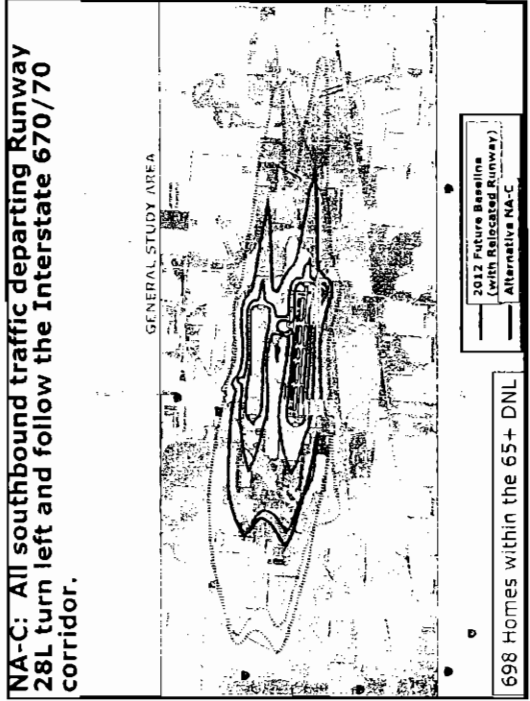 NA-C: All southbound traffic departing Runway
28L turn left and follow the Interstate 670/70
corridor.
GENERAL STUDY AREA
698 Homes within the 65+ DNL
2012 Future Baseline
(with Relocated Runway)
Alternative NA-C